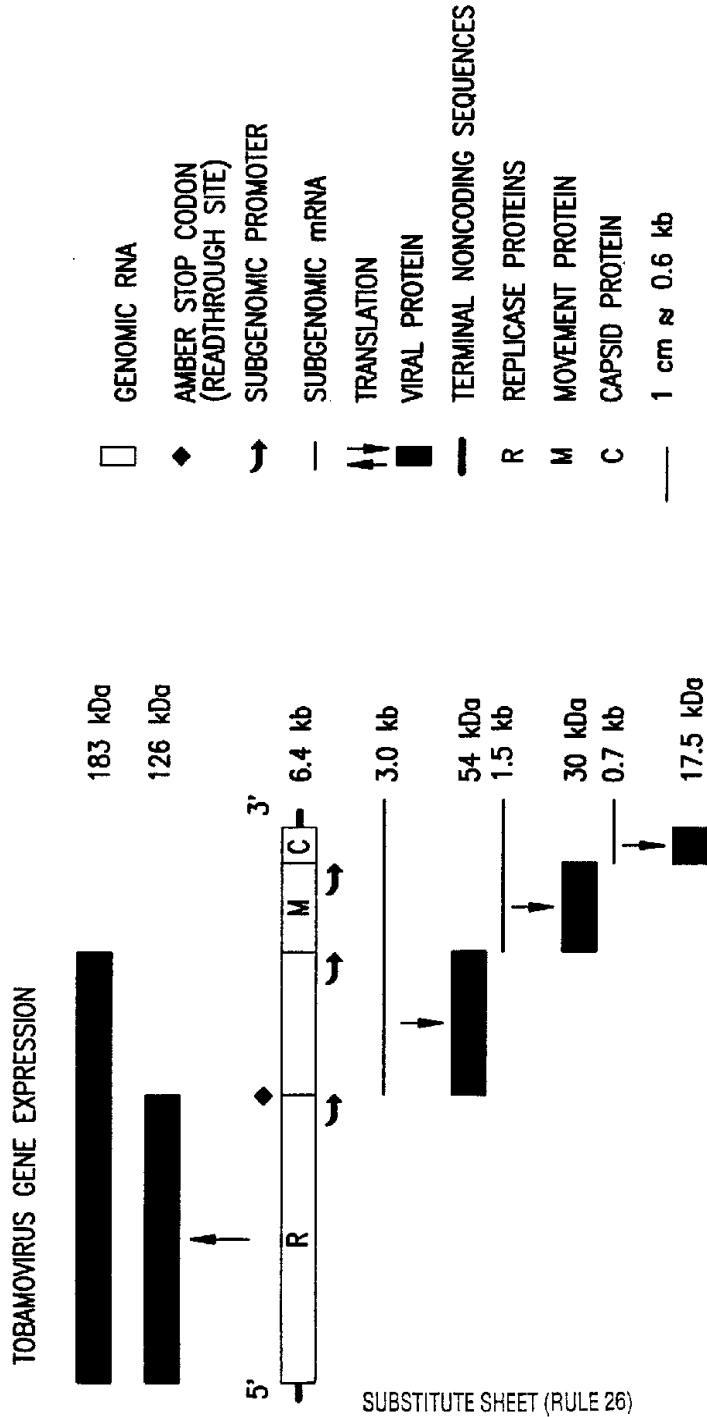 TOBAMOVIRUS GENE EXPRESSION
183 kDa
126 kDa
5'
R
M
C
3'
6.4 kb
3.0 kb
54 kDa
1.5 kb
30 kDa
0.7 kb
17.5 kDa
GENOMIC RNA
AMBER STOP CODON
(READTHROUGH SITE)
SUBGENOMIC PROMOTER
SUBGENOMIC mRNA
TRANSLATION
VIRAL PROTEIN
TERMINAL NONCODING SEQUENCES
R REPLICASE PROTEINS
M MOVEMENT PROTEIN
C CAPSID PROTEIN
1 cm ≈ 0.6 kb
SUBSTITUTE SHEET (RULE 26)